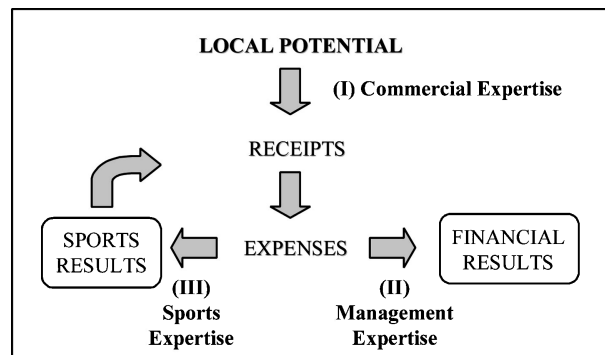 LOCAL POTENTIAL
(I) Commercial Expertise
RECEIPTS
SPORTS
RESULTS
EXPENSES
FINANCIAL
RESULTS
(III)
Sports
Expertise
(II)
Management
Expertise